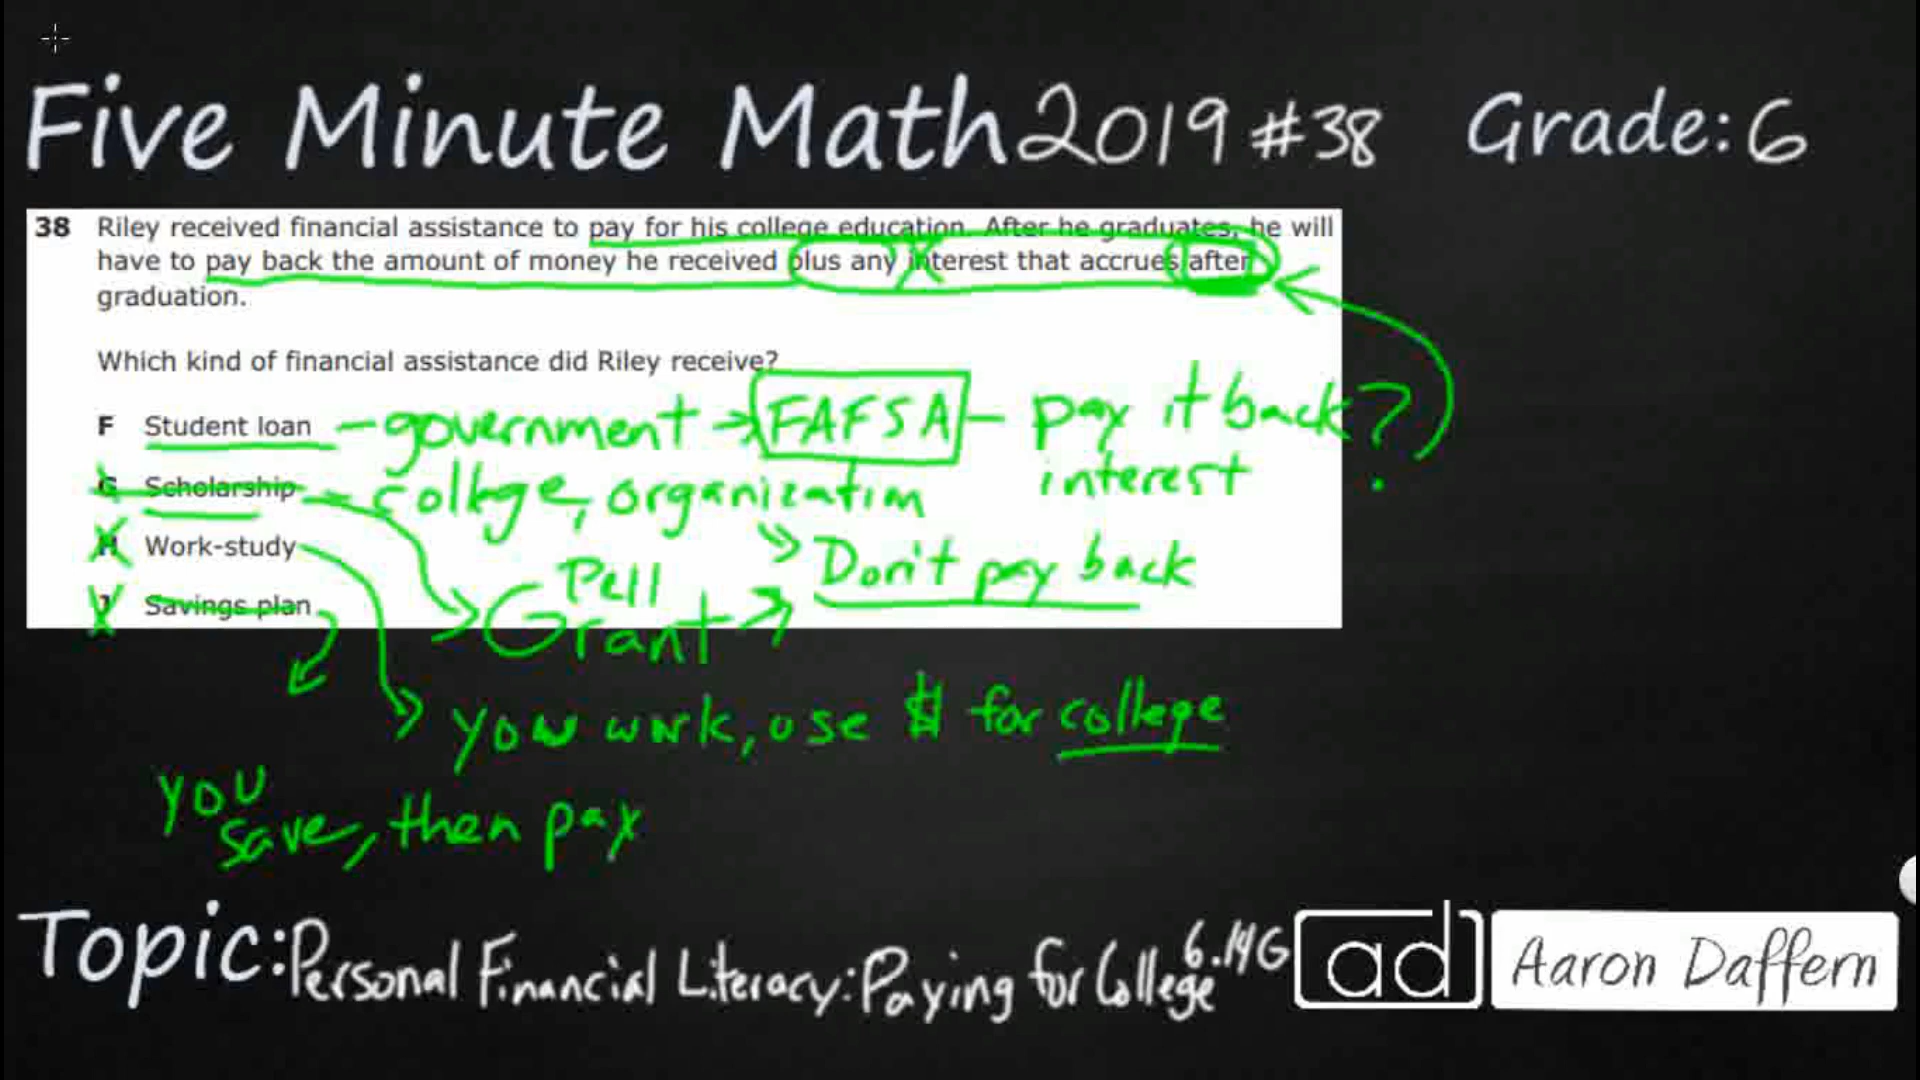 Five Minute Math 2019 #38 Grade: 6
38 Riley received financial assistance to pay for his college education. After he graduates, he will
have to pay back the amount of money he received plus any interest that accrues after
graduation.
Which kind of financial assistance did Riley receive?
F Student loan - government → FAFSA - pay it back?
interest
G Scholarship - college, organization
H Work-study
Don't pay back
Pell
J Savings plan
Grant
you work, use $ for college
you
save, then pay
Topic: Personal Financial Literacy: Paying for College 6.14G
ad Aaron Daffern